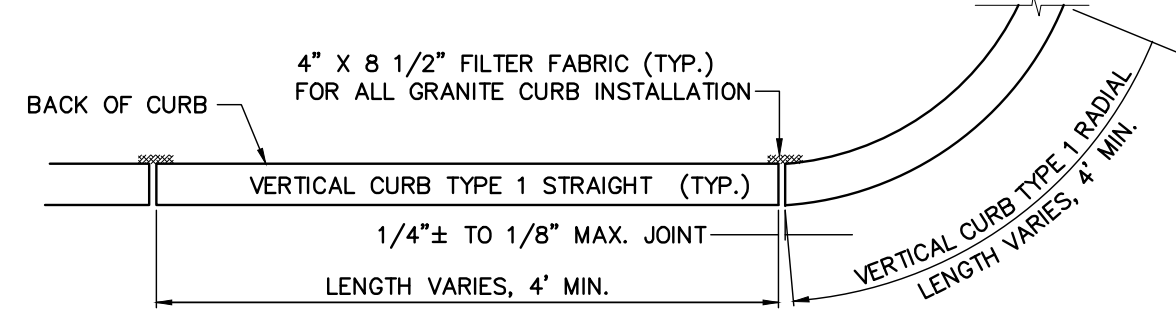 4" X 8 1/2" FILTER FABRIC (TYP.)
FOR ALL GRANITE CURB INSTALLATION
BACK OF CURB
VERTICAL CURB TYPE 1 STRAIGHT (TYP.)
1/4"± TO 1/8" MAX. JOINT
LENGTH VARIES, 4' MIN.
VERTICAL CURB TYPE 1 RADIAL
LENGTH VARIES, 4' MIN.